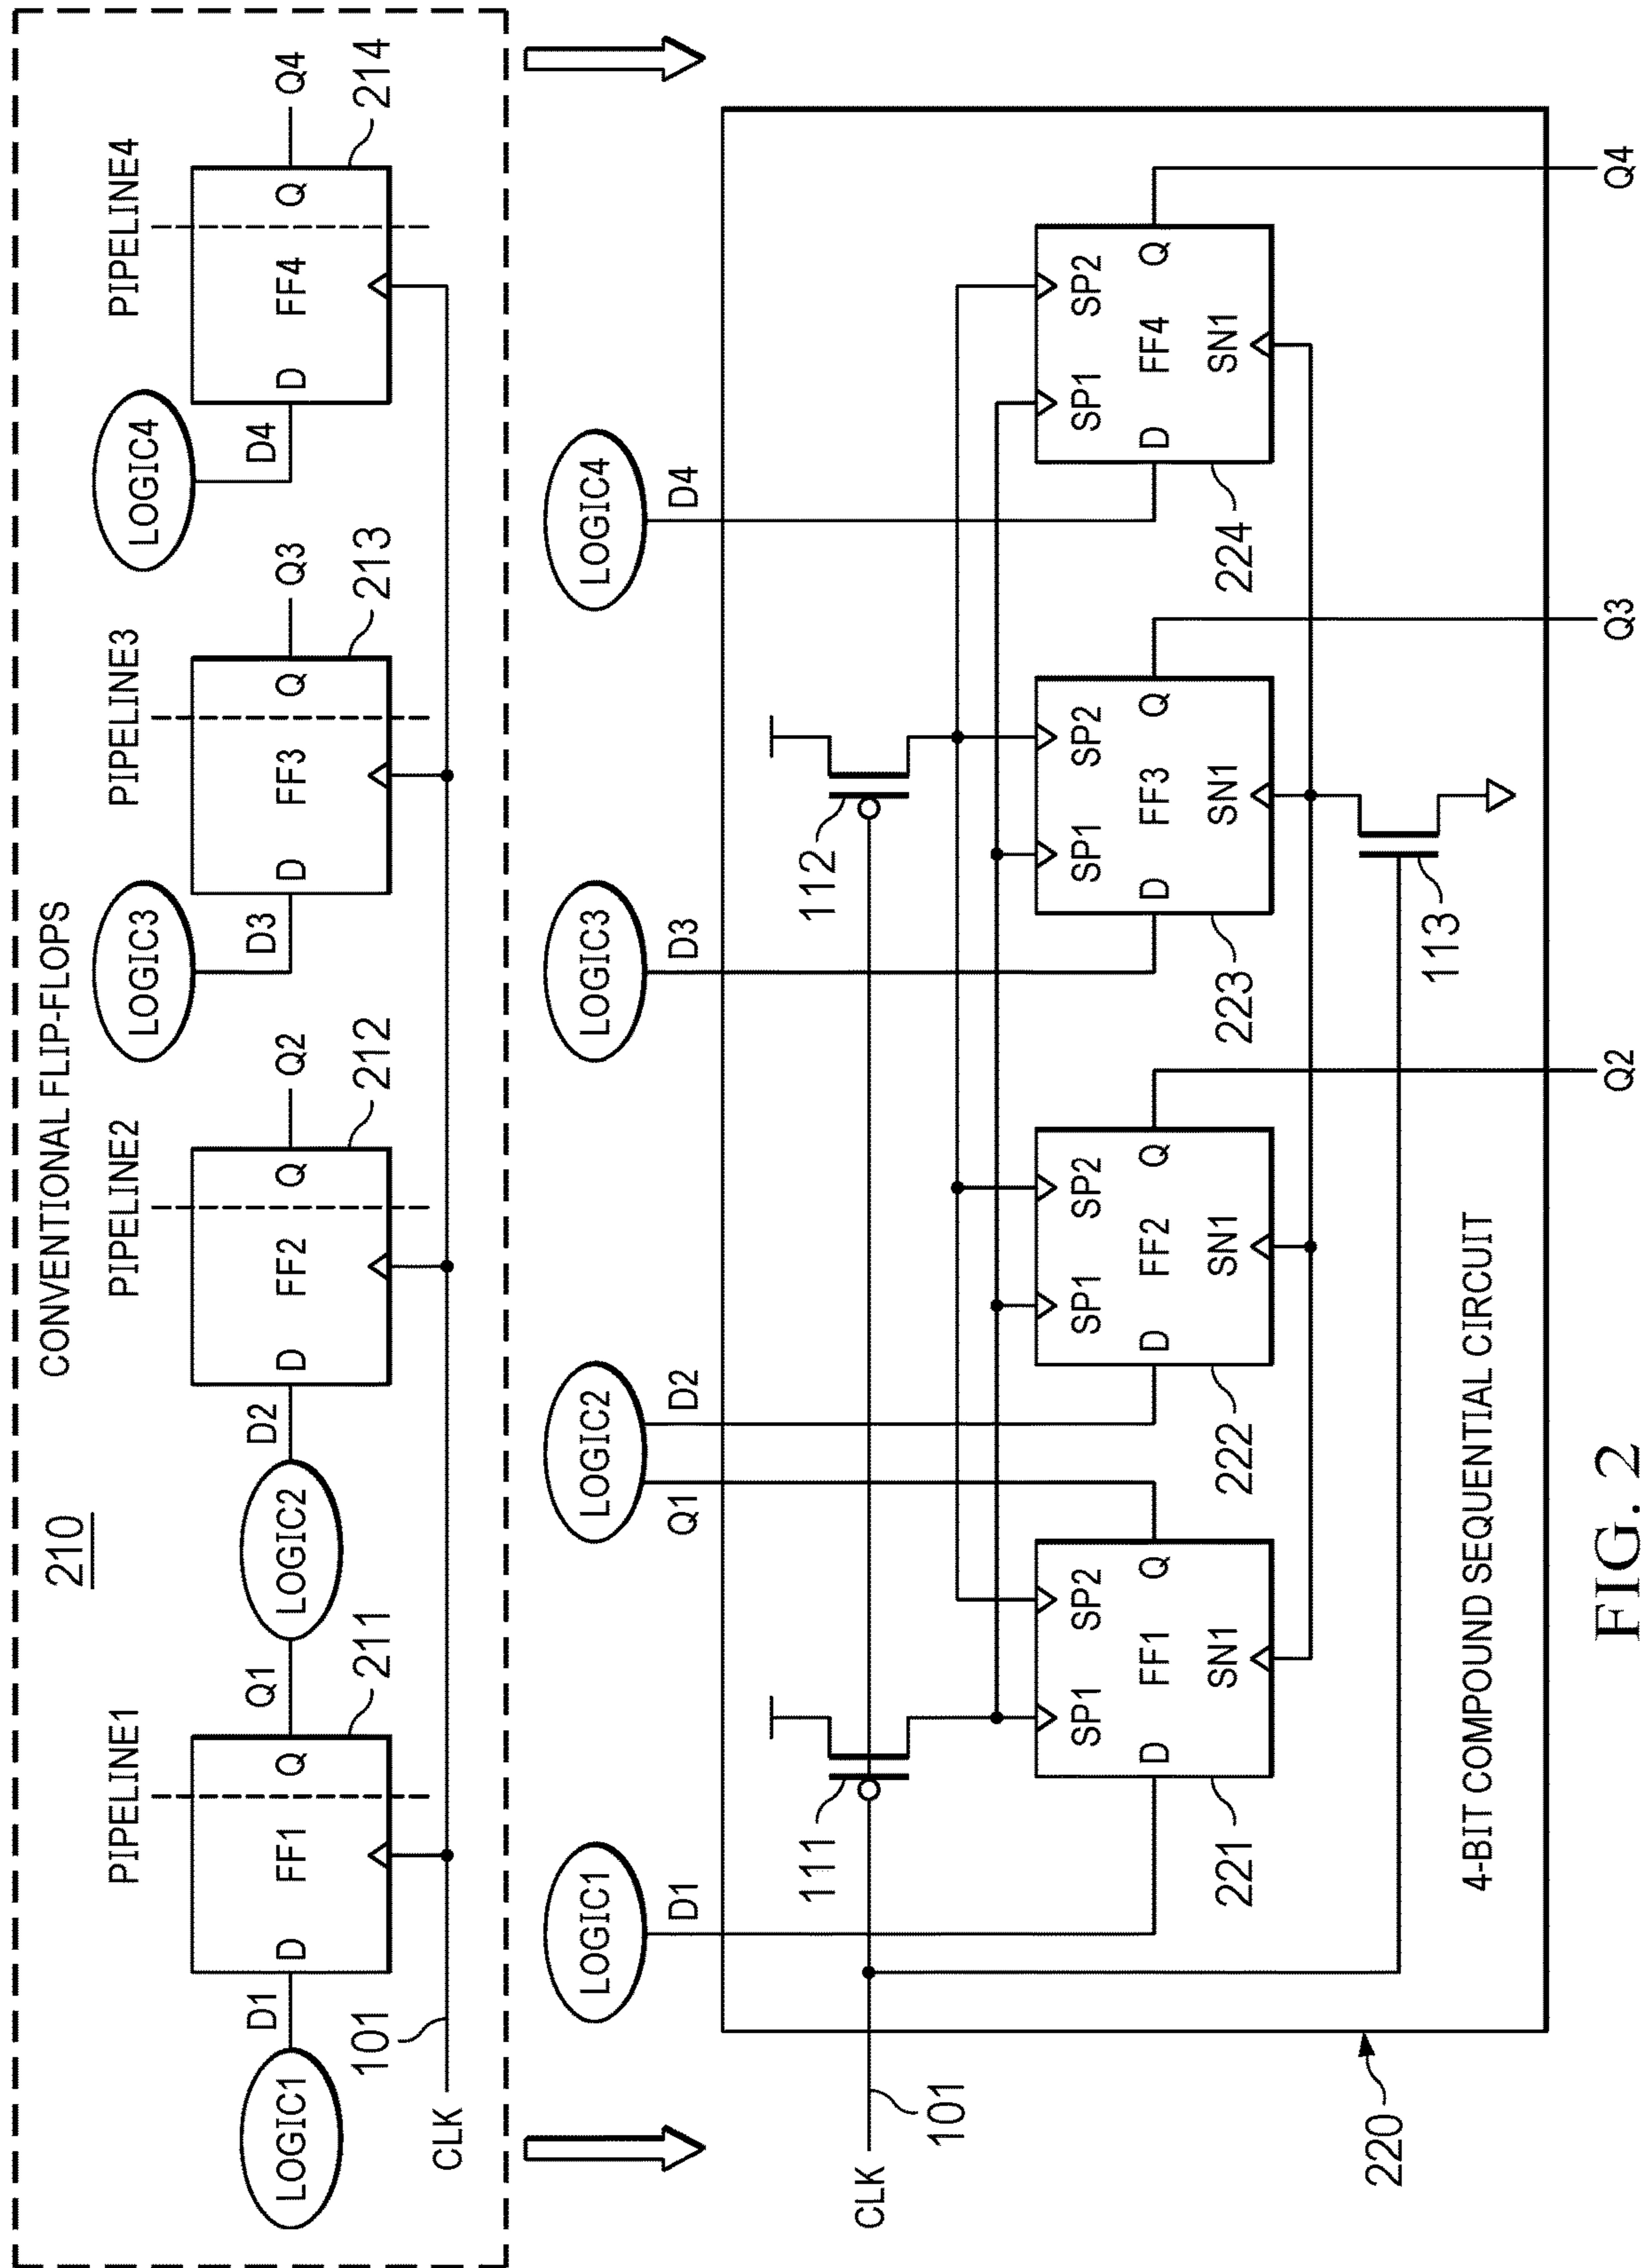 CONVENTIONAL FLIP-FLOPS
210
PIPELINE1
PIPELINE2
PIPELINE3
PIPELINE4
LOGIC3
LOGIC4
LOGIC1
D1
D
FF1
Q
Q1
LOGIC2
D2
D
FF2
Q
Q2
D3
D
FF3
Q
Q3
D4
D
FF4
Q
Q4
211
212
213
214
101
CLK
LOGIC1
LOGIC2
LOGIC3
LOGIC4
D1
Q1
D2
D3
D4
111
112
CLK
101
SP1
SP2
D
FF1
Q
SN1
221
SP1
SP2
D
FF2
Q
SN1
222
SP1
SP2
D
FF3
Q
SN1
223
SP1
SP2
D
FF4
Q
SN1
224
113
220
4-BIT COMPOUND SEQUENTIAL CIRCUIT
Q2
Q3
Q4
FIG. 2